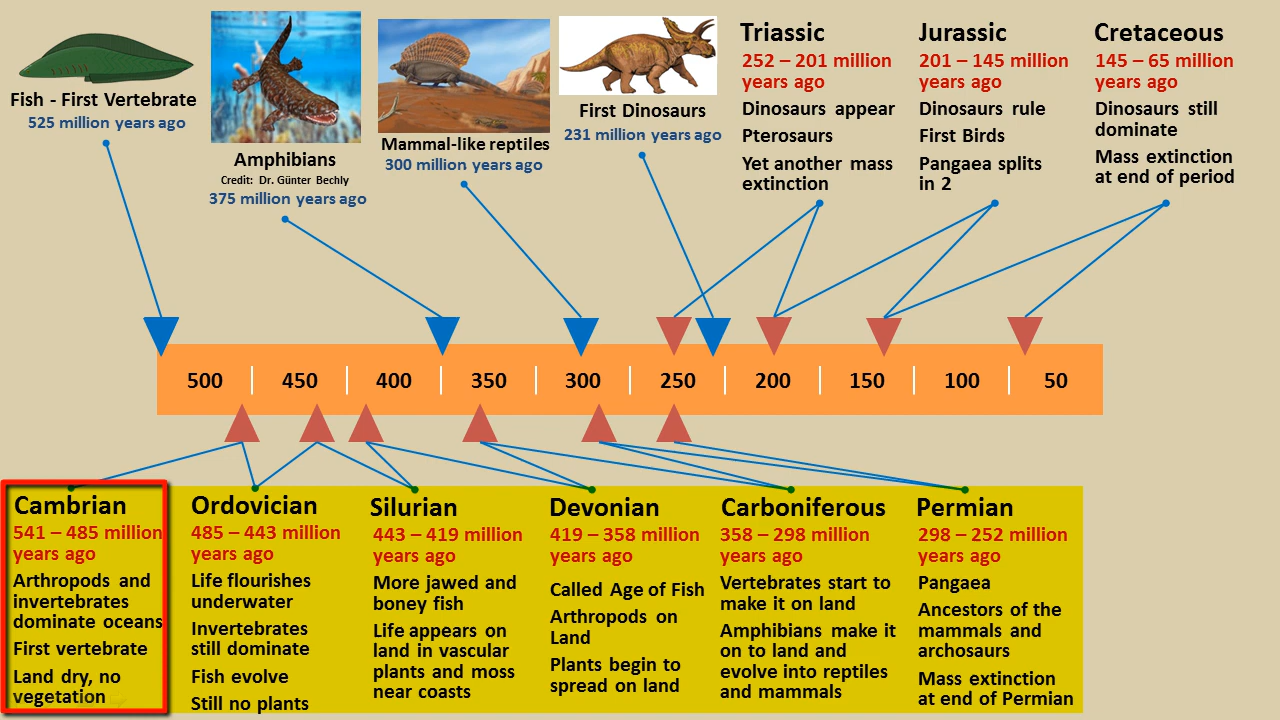 Fish - First Vertebrate
525 million years ago
Amphibians
Credit: Dr. Günter Bechly
375 million years ago
Mammal-like reptiles
300 million years ago
First Dinosaurs
231 million years ago
Triassic
252 – 201 million
years ago
Dinosaurs appear
Pterosaurs
Yet another mass
extinction
Jurassic
201 – 145 million
years ago
Dinosaurs rule
First Birds
Pangaea splits
in 2
Cretaceous
145 – 65 million
years ago
Dinosaurs still
dominate
Mass extinction
at end of period
500 450 400 350 300 250 200 150 100 50
Cambrian
541 – 485 million
years ago
Arthropods and
invertebrates
dominate oceans
First vertebrate
Land dry, no
vegetation
Ordovician
485 – 443 million
years ago
Life flourishes
underwater
Invertebrates
still dominate
Fish evolve
Still no plants
Silurian
443 – 419 million
years ago
More jawed and
boney fish
Life appears on
land in vascular
plants and moss
near coasts
Devonian
419 – 358 million
years ago
Called Age of Fish
Arthropods on
Land
Plants begin to
spread on land
Carboniferous
358 – 298 million
years ago
Vertebrates start to
make it on land
Amphibians make it
on to land and
evolve into reptiles
and mammals
Permian
298 – 252 million
years ago
Pangaea
Ancestors of the
mammals and
archosaurs
Mass extinction
at end of Permian